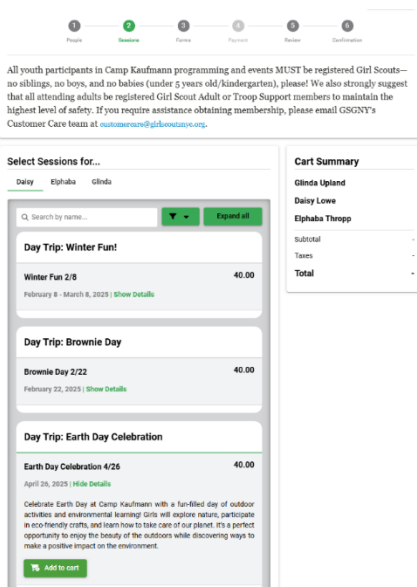 1 2 3 4 5 6
People Sessions Forms Payment Review Confirmation
All youth participants in Camp Kaufmann programming and events MUST be registered Girl Scouts—
no siblings, no boys, and no babies (under 5 years old/kindergarten), please! We also strongly suggest
that all attending adults be registered Girl Scout Adult or Troop Support members to maintain the
highest level of safety. If you require assistance obtaining membership, please email GSGNY's
Customer Care team at customercare@girlscoutsnyc.org.
Select Sessions for...
Daisy Elphaba Glinda
Search by name...
Expand all
Day Trip: Winter Fun!
Winter Fun 2/8 40.00
February 8 - March 8, 2025 | Show Details
Day Trip: Brownie Day
Brownie Day 2/22 40.00
February 22, 2025 | Show Details
Day Trip: Earth Day Celebration
Earth Day Celebration 4/26 40.00
April 26, 2025 | Hide Details
Celebrate Earth Day at Camp Kaufmann with a fun-filled day of outdoor
activities and environmental learning! Girls will explore nature, participate
in eco-friendly crafts, and learn how to take care of our planet. It's a perfect
opportunity to enjoy the beauty of the outdoors while discovering ways to
make a positive impact on the environment.
Add to cart
Cart Summary
Glinda Upland
Daisy Lowe
Elphaba Thropp
Subtotal -
Taxes -
Total -